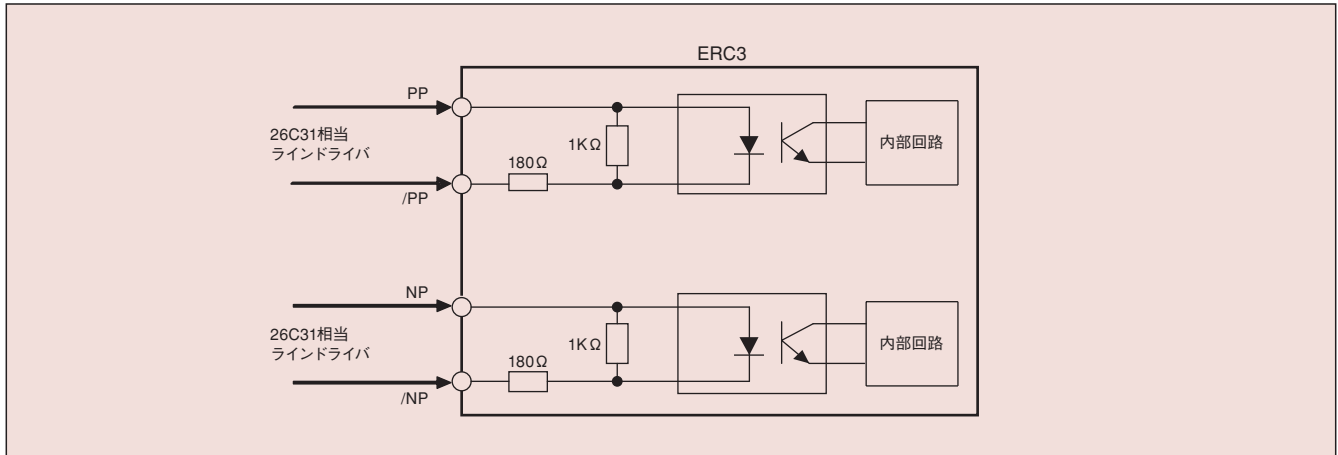 ERC3
PP
26C31相当
ラインドライバ
/PP
180Ω
1KΩ
内部回路
NP
26C31相当
ラインドライバ
/NP
180Ω
1KΩ
内部回路